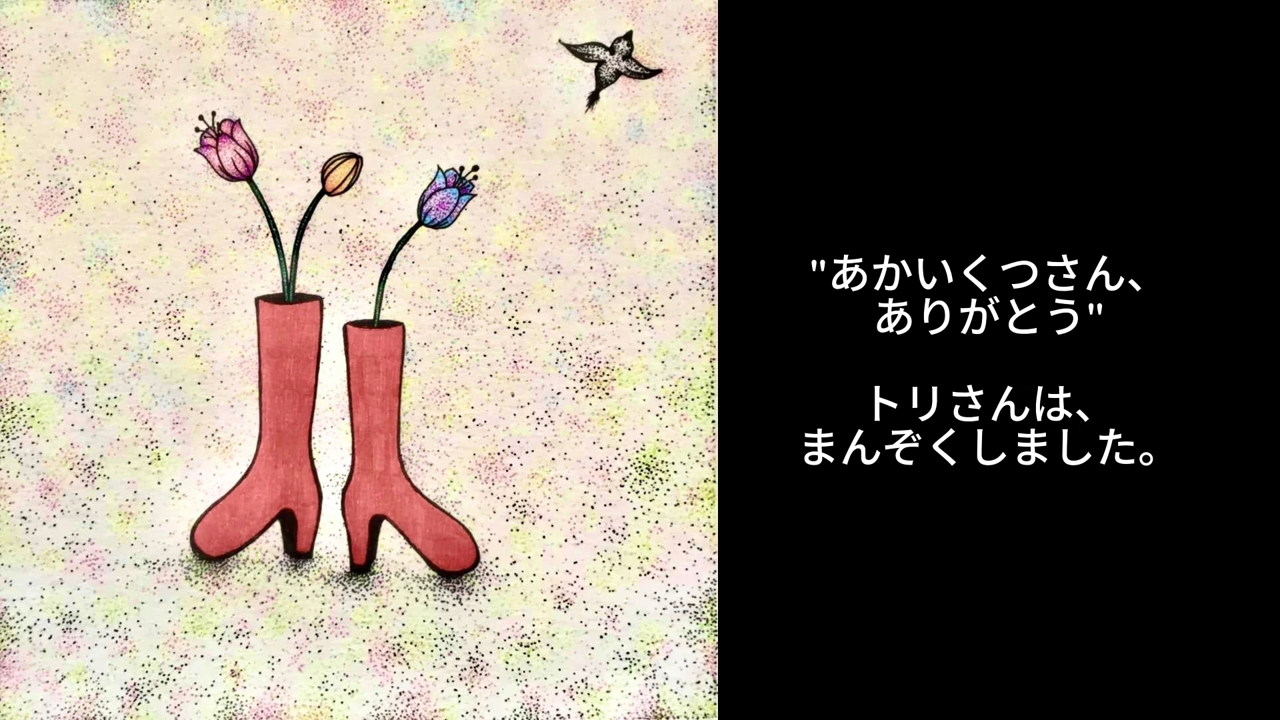 "あかいくつさん、
ありがとう"
トリさんは、
まんぞくしました。